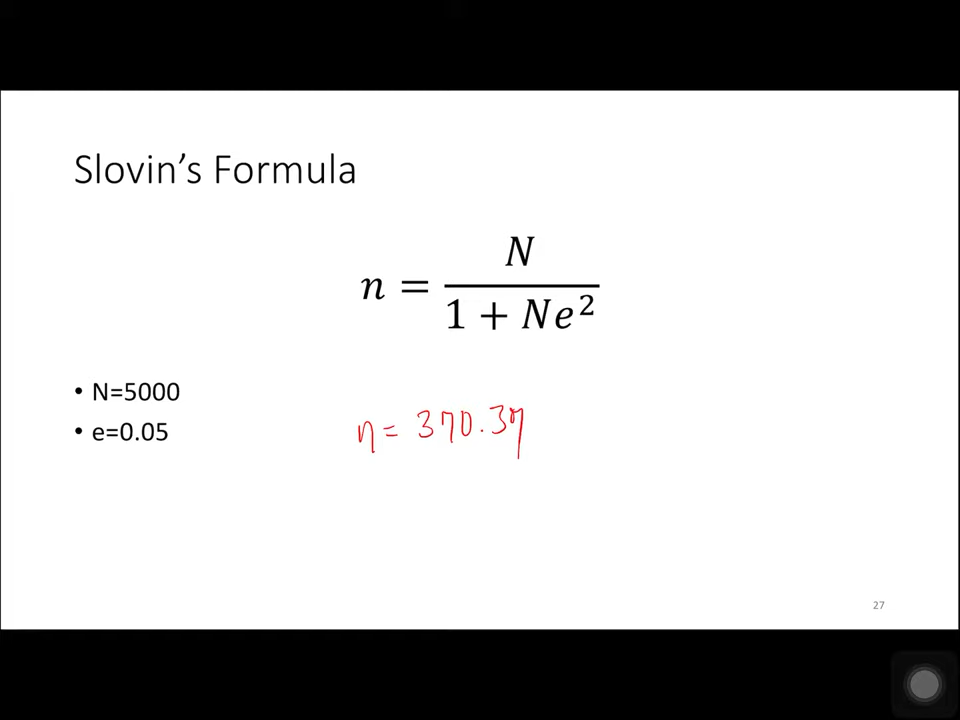 Slovin’s Formula
n = N / 1 + Ne²
• N=5000
• e=0.05
n = 370.37
27